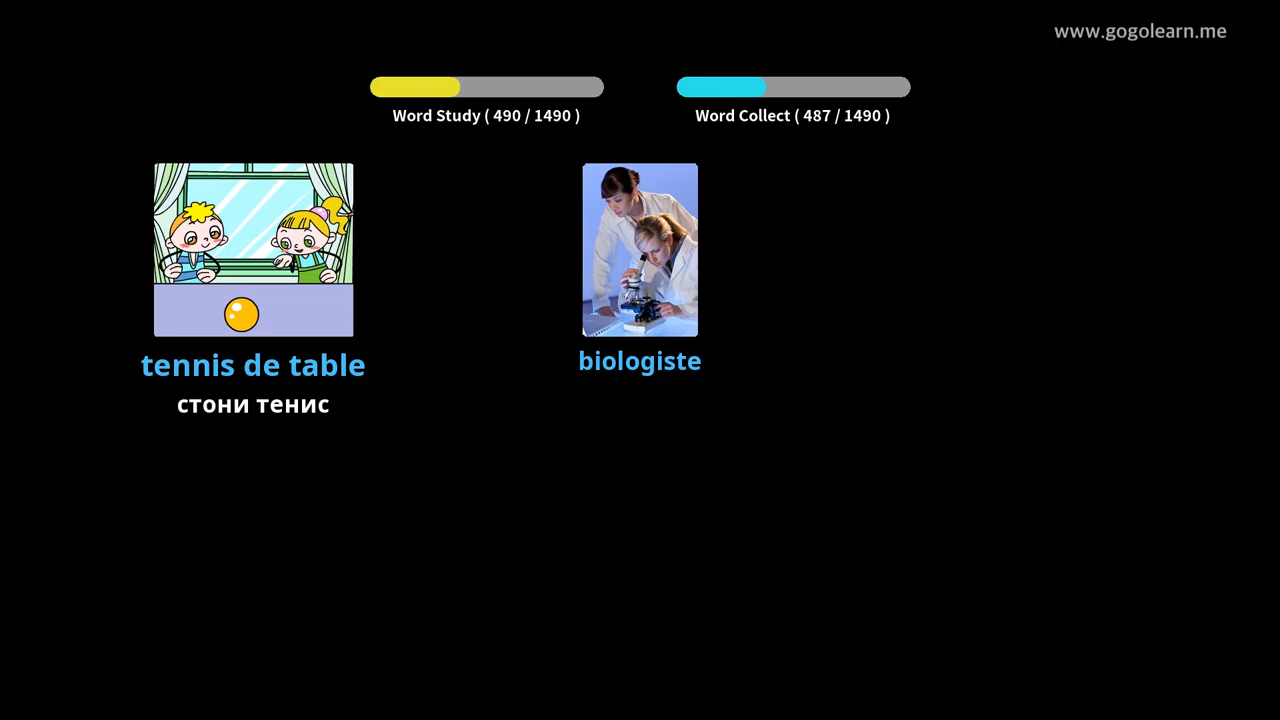 www.gogolearn.me
Word Study ( 490 / 1490 )
Word Collect ( 487 / 1490 )
tennis de table
стони тенис
biologiste